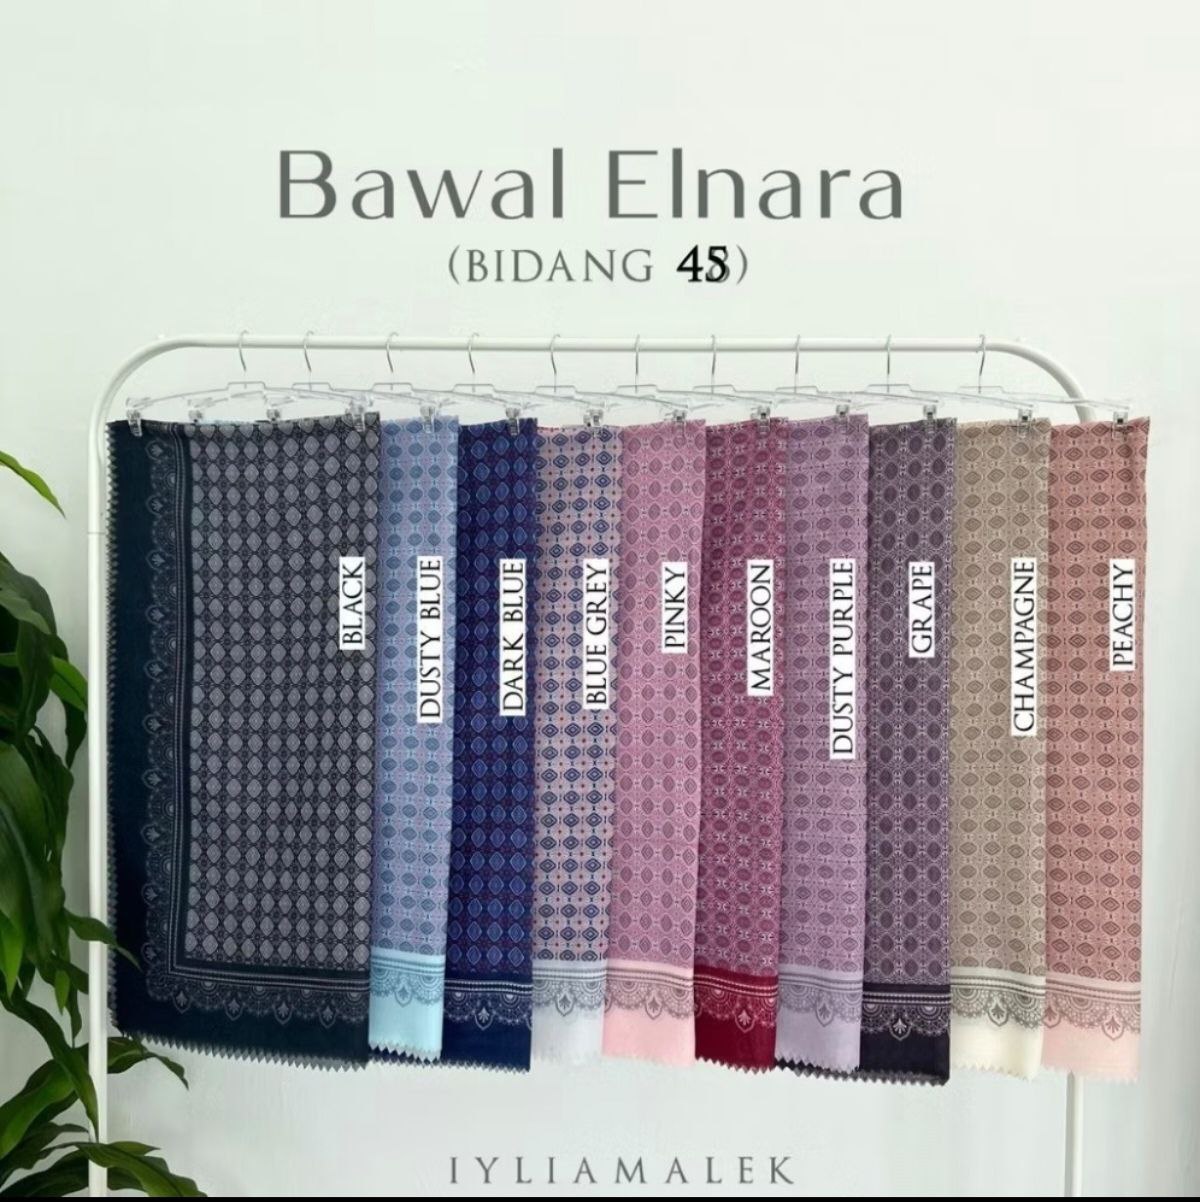 Bawal Elnara
(BIDANG 45)
BLACK
DUSTY BLUE
DARK BLUE
BLUE GREY
PINKY
MAROON
DUSTY PURPLE
GRAPE
CHAMPAGNE
PEACHY
IYLIAMALEK